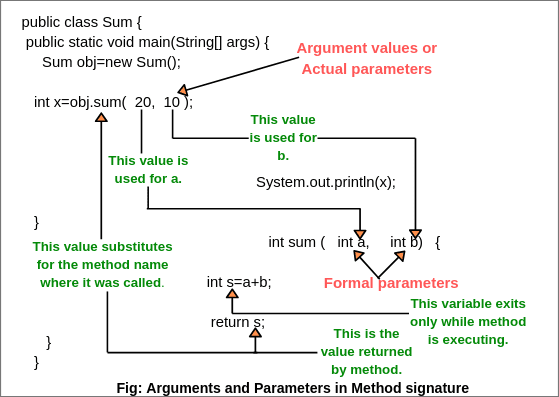 public class Sum {
public static void main(String[] args) {
Sum obj=new Sum();
Argument values or
Actual parameters
int x=obj.sum( 20, 10 );
This value
is used for
b.
This value is
used for a.
System.out.println(x);
}
int sum ( int a, int b) {
This value substitutes
for the method name
where it was called.
int s=a+b;
Formal parameters
This variable exits
only while method
is executing.
return s;
This is the
value returned
by method.
}
}
Fig: Arguments and Parameters in Method signature